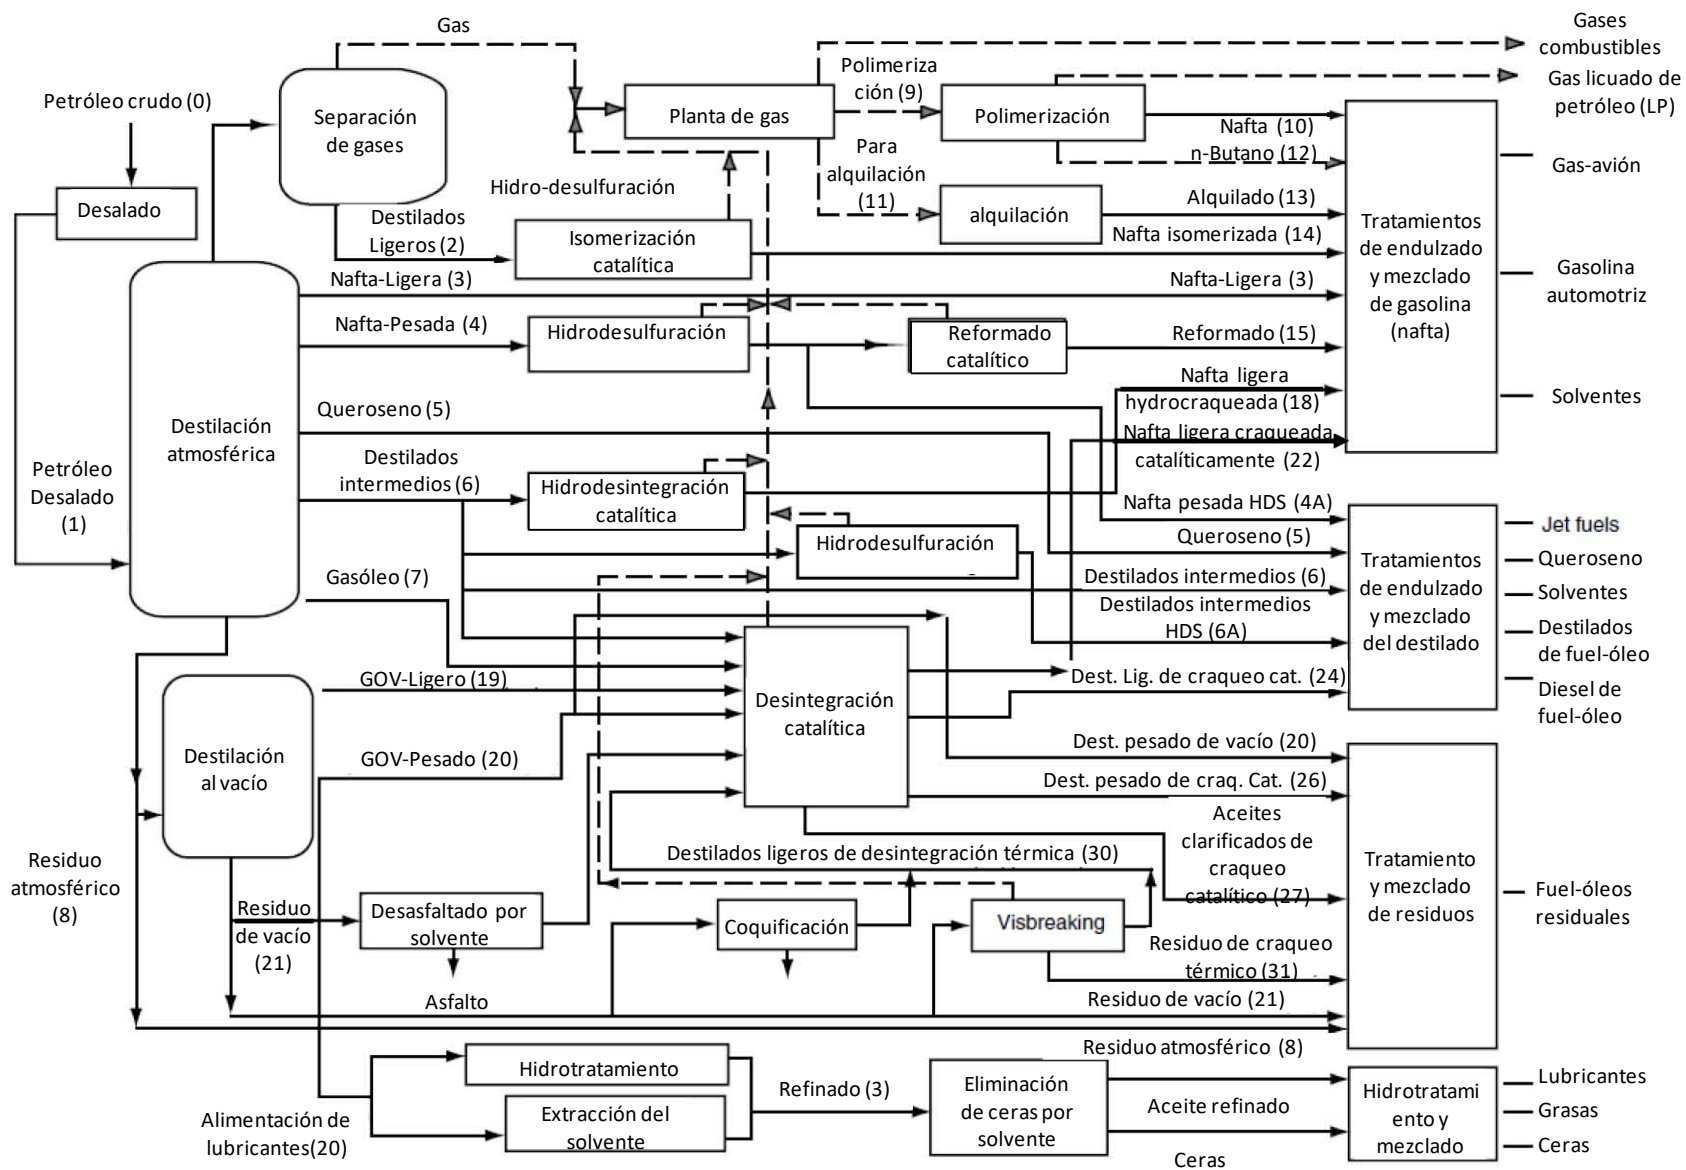 Gas
Gases
combustibles
Petróleo crudo (0)
Separación
de gases
Planta de gas
Polimeriza
ción (9)
Polimerización
Gas licuado de
petróleo (LP)
Nafta (10)
n-Butano (12)
Gas-avión
Desalado
Hidro-desulfuración
Para
alquilación
(11)
alquilación
Alquilado (13)
Destilados
Ligeros (2)
Isomerización
catalítica
Nafta isomerizada (14)
Tratamientos
de endulzado
y mezclado
de gasolina
(nafta)
Nafta-Ligera (3)
Nafta-Ligera (3)
Gasolina
automotriz
Nafta-Pesada (4)
Hidrodesulfuración
Reformado
catalítico
Reformado (15)
Nafta ligera
hydrocraqueada (18)
Solventes
Destilación
atmosférica
Queroseno (5)
Nafta ligera craqueada
catalíticamente (22)
Petróleo
Desalado
(1)
Destilados
intermedios (6)
Hidrodesintegración
catalítica
Nafta pesada HDS (4A)
Jet fuels
Hidrodesulfuración
Queroseno (5)
Queroseno
Tratamientos
de endulzado
y mezclado
del destilado
Gasóleo (7)
Destilados intermedios (6)
Solventes
Destilados intermedios
HDS (6A)
Destilados
de fuel-óleo
GOV-Ligero (19)
Desintegración
catalítica
Dest. Lig. de craqueo cat. (24)
Diesel de
fuel-óleo
Destilación
al vacío
GOV-Pesado (20)
Dest. pesado de vacío (20)
Dest. pesado de craq. Cat. (26)
Aceites
clarificados de
craqueo
catalítico (27)
Residuo
atmosférico
(8)
Destilados ligeros de desintegración térmica (30)
Tratamiento
y mezclado
de residuos
Fuel-óleos
residuales
Residuo
de vacío
(21)
Desasfaltado por
solvente
Coquificación
Visbreaking
Residuo de craqueo
térmico (31)
Asfalto
Residuo de vacío (21)
Residuo atmosférico (8)
Hidrotratamiento
Refinado (3)
Eliminación
de ceras por
solvente
Hidrotratami
ento y
mezclado
Lubricantes
Alimentación de
lubricantes(20)
Extracción del
solvente
Aceite refinado
Grasas
Ceras
Ceras